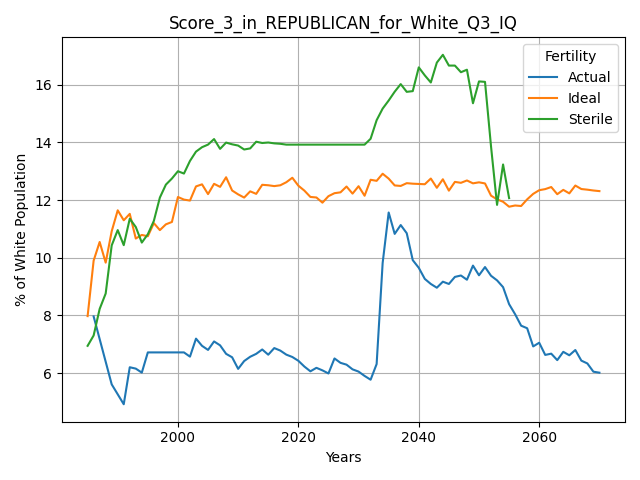 Score_3_in_REPUBLICAN_for_White_Q3_IQ
Fertility
Actual
Ideal
Sterile
% of White Population
16
14
12
10
8
6
2000
2020
2040
2060
Years